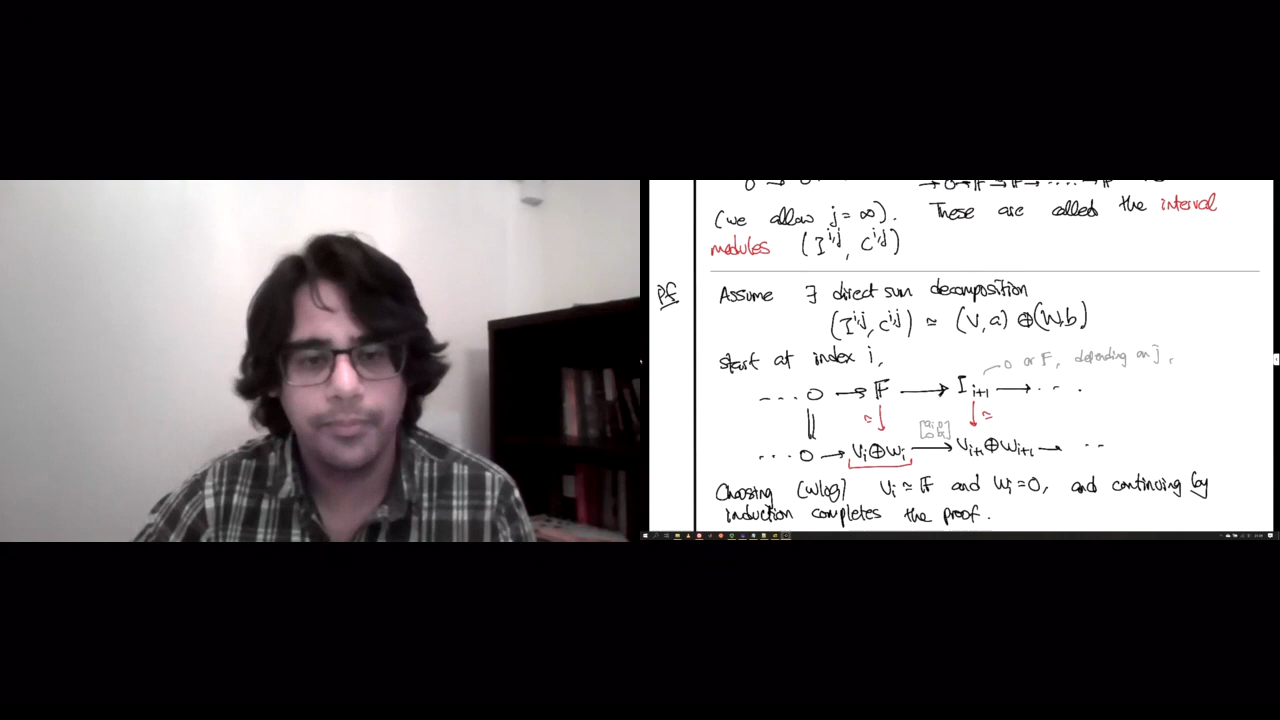 (we allow j = ∞). These are called the interval
modules (I^{i,j}, c^{i,j})
Pf Assume ∃ direct sum decomposition
(I^{i,j}, c^{i,j}) ≃ (V, a) ⊕ (W, b)
start at index i,
0 or 𝔽, depending on j,
... 0 → 𝔽 → I_{i+1} → ...
≃ ≃
... 0 → V_i ⊕ W_i → V_{i+1} ⊕ W_{i+1} → ...
Choosing (wlog) V_i ≃ 𝔽 and W_i = 0, and continuing by
induction completes the proof.